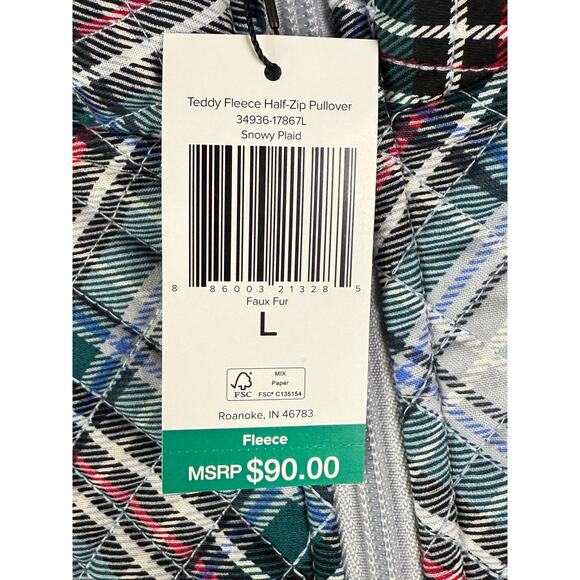 Teddy Fleece Half-Zip Pullover
34936-17867L
Snowy Plaid
8 86003 21328 5
Faux Fur
L
FSC
MIX
Paper
FSC® C135154
Roanoke, IN 46783
Fleece
MSRP $90.00